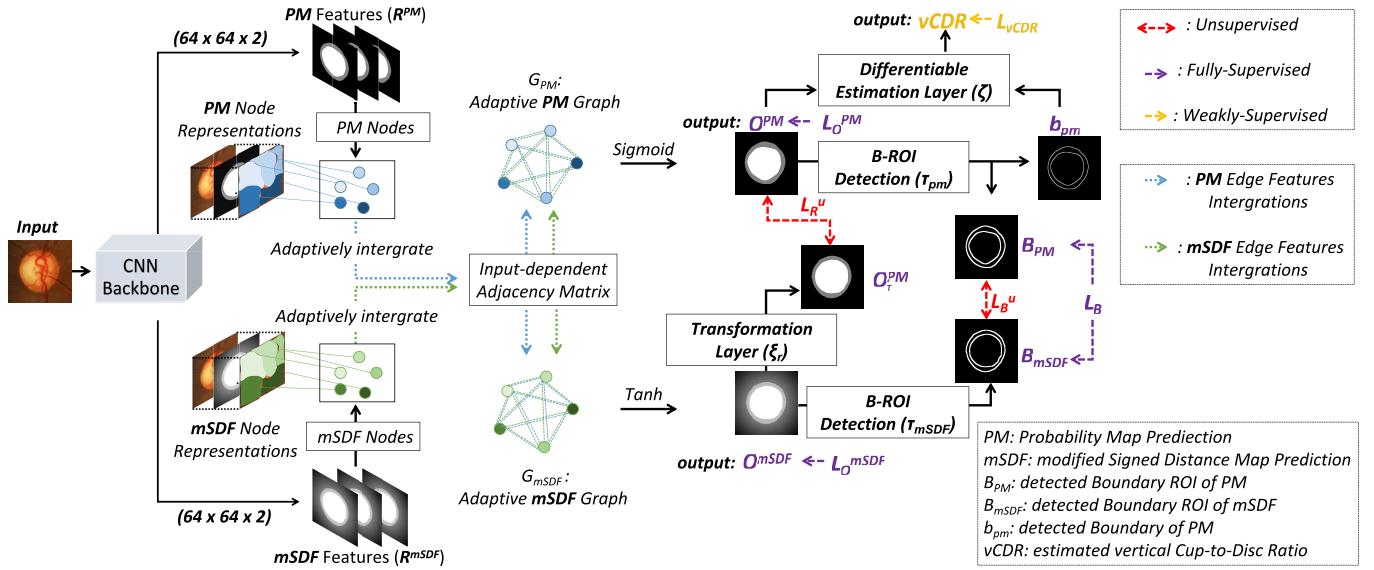 PM Features (R^PM)
(64 x 64 x 2)
PM Node
Representations
PM Nodes
Input
CNN
Backbone
Adaptively intergrate
Adaptively intergrate
mSDF Node
Representations
mSDF Nodes
(64 x 64 x 2)
mSDF Features (R^mSDF)
G_PM:
Adaptive PM Graph
Input-dependent
Adjacency Matrix
G_mSDF:
Adaptive mSDF Graph
Sigmoid
Tanh
output: vCDR L_vCDR
Differentiable
Estimation Layer (ζ)
output: O^PM L_O^PM
b_pm
B-ROI
Detection (τ_pm)
L_R^u
O_τ^PM
Transformation
Layer (ξ_r)
B-ROI
Detection (τ_mSDF)
output: O^mSDF L_O^mSDF
B_PM
L_B^u
L_B
B_mSDF
: Unsupervised
: Fully-Supervised
: Weakly-Supervised
: PM Edge Features
Intergrations
: mSDF Edge Features
Intergrations
PM: Probability Map Prediection
mSDF: modified Signed Distance Map Prediction
B_PM: detected Boundary ROI of PM
B_mSDF: detected Boundary ROI of mSDF
b_pm: detected Boundary of PM
vCDR: estimated vertical Cup-to-Disc Ratio